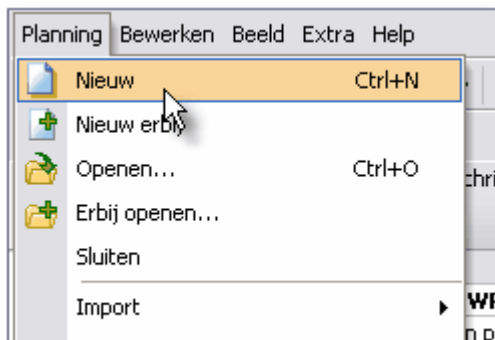 Planning Bewerken Beeld Extra Help
Nieuw Ctrl+N
Nieuw erbij
Openen... Ctrl+O
Erbij openen...
Sluiten
Import